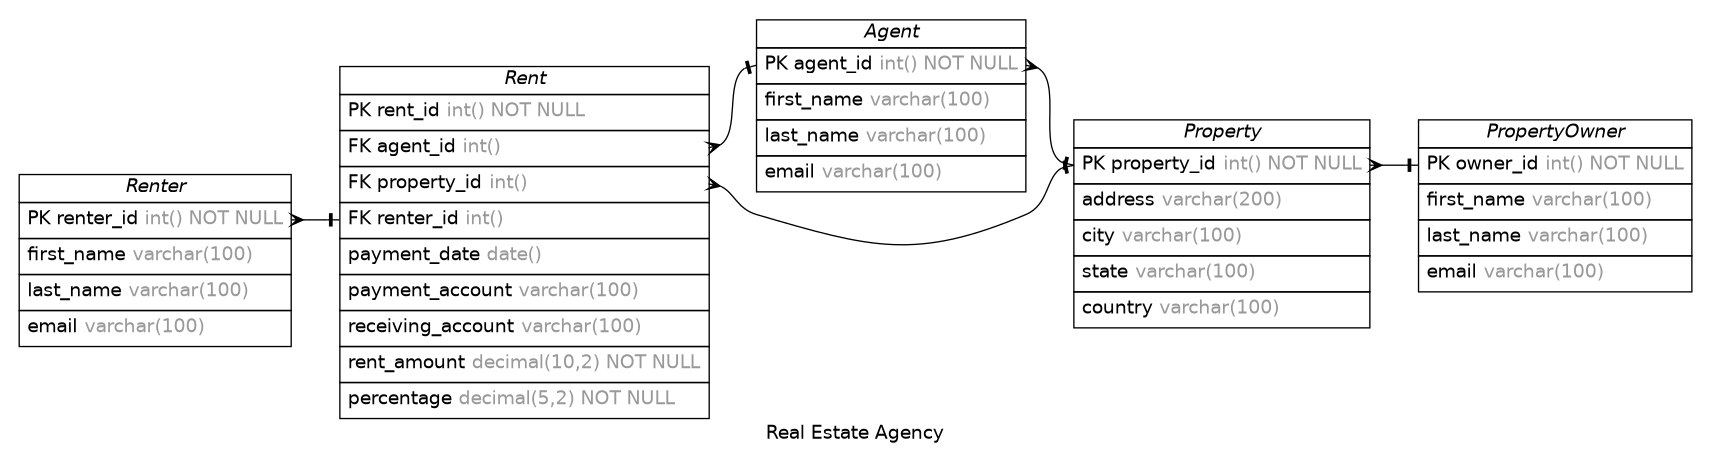 Renter
PK renter_id int() NOT NULL
first_name varchar(100)
last_name varchar(100)
email varchar(100)
Rent
PK rent_id int() NOT NULL
FK agent_id int()
FK property_id int()
FK renter_id int()
payment_date date()
payment_account varchar(100)
receiving_account varchar(100)
rent_amount decimal(10,2) NOT NULL
percentage decimal(5,2) NOT NULL
Agent
PK agent_id int() NOT NULL
first_name varchar(100)
last_name varchar(100)
email varchar(100)
Property
PK property_id int() NOT NULL
address varchar(200)
city varchar(100)
state varchar(100)
country varchar(100)
PropertyOwner
PK owner_id int() NOT NULL
first_name varchar(100)
last_name varchar(100)
email varchar(100)
Real Estate Agency